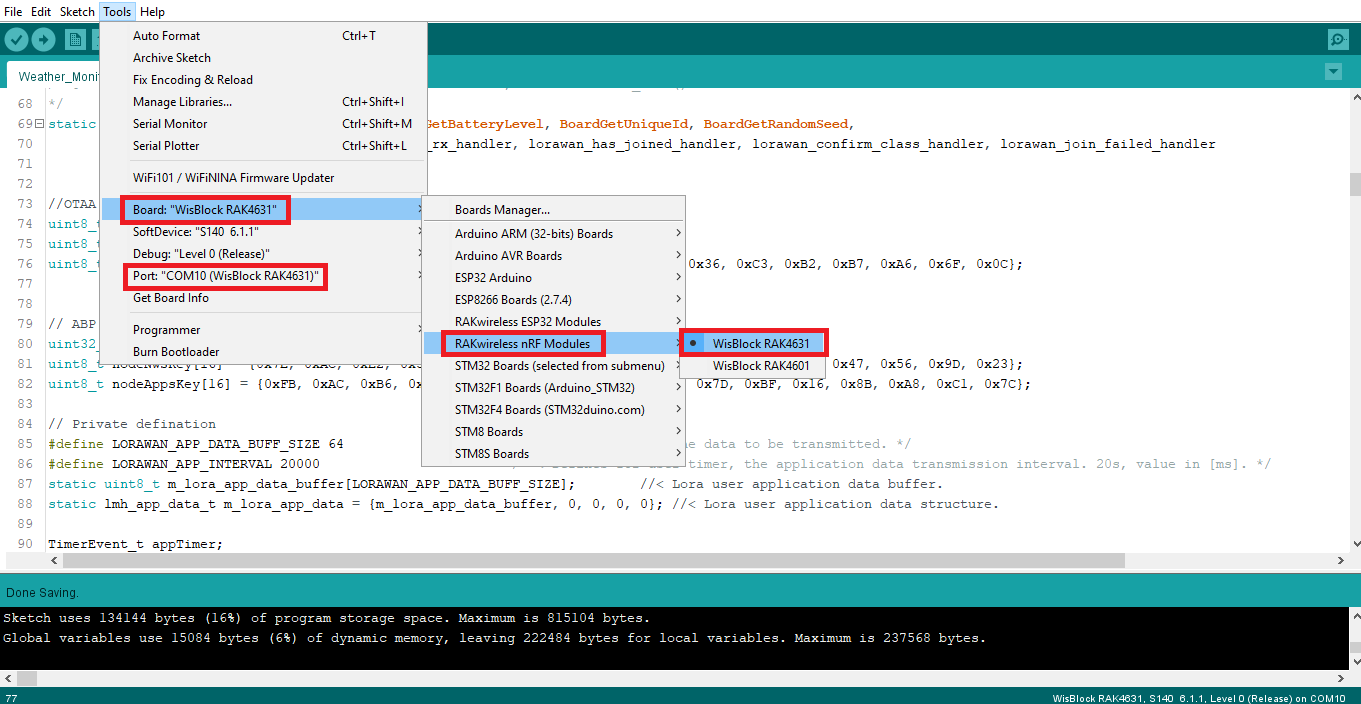 File Edit Sketch Tools Help
Auto Format Ctrl+T
Archive Sketch
Fix Encoding & Reload
Manage Libraries... Ctrl+Shift+I
Serial Monitor Ctrl+Shift+M
Serial Plotter Ctrl+Shift+L
WiFi101 / WiFiNINA Firmware Updater
Board: "WisBlock RAK4631"
SoftDevice: "S140 6.1.1"
Debug: "Level 0 (Release)"
Port: "COM10 (WisBlock RAK4631)"
Get Board Info
Programmer
Burn Bootloader
Boards Manager...
Arduino ARM (32-bits) Boards
Arduino AVR Boards
ESP32 Arduino
ESP8266 Boards (2.7.4)
RAKwireless ESP32 Modules
RAKwireless nRF Modules
STM32 Boards (selected from submenu)
STM32F1 Boards (Arduino_STM32)
STM32F4 Boards (STM32duino.com)
STM8 Boards
STM8S Boards
WisBlock RAK4631
WisBlock RAK4601
Weather_Moni
68 */
69 static GetBatteryLevel, BoardGetUniqueId, BoardGetRandomSeed,
70 _rx_handler, lorawan_has_joined_handler, lorawan_confirm_class_handler, lorawan_join_failed_handler
71
72
73 //OTAA
74 uint8_t
75 uint8_t
76 uint8_t 0x36, 0xC3, 0xB2, 0xB7, 0xA6, 0x6F, 0x0C};
77
78
79 // ABP
80 uint32_
81 uint8_t nodeNwsKey[16] = {0x7E, 0xAC, 0xE2, 0x47, 0x56, 0x9D, 0x23};
82 uint8_t nodeAppsKey[16] = {0xFB, 0xAC, 0xB6, 0x 0x7D, 0xBF, 0x16, 0x8B, 0xA8, 0xC1, 0x7C};
83
84 // Private defination
85 #define LORAWAN_APP_DATA_BUFF_SIZE 64 data to be transmitted. */
86 #define LORAWAN_APP_INTERVAL 20000 timer, the application data transmission interval. 20s, value in [ms]. */
87 static uint8_t m_lora_app_data_buffer[LORAWAN_APP_DATA_BUFF_SIZE]; //< Lora user application data buffer.
88 static lmh_app_data_t m_lora_app_data = {m_lora_app_data_buffer, 0, 0, 0, 0}; //< Lora user application data structure.
89
90 TimerEvent_t appTimer;
Done Saving.
Sketch uses 134144 bytes (16%) of program storage space. Maximum is 815104 bytes.
Global variables use 15084 bytes (6%) of dynamic memory, leaving 222484 bytes for local variables. Maximum is 237568 bytes.
77 WisBlock RAK4631, S140 6.1.1, Level 0 (Release) on COM10